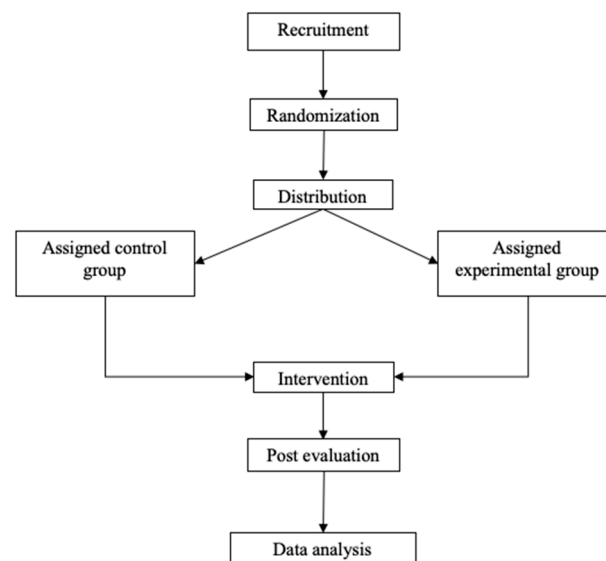 Recruitment
Randomization
Distribution
Assigned control
group
Assigned
experimental group
Intervention
Post evaluation
Data analysis